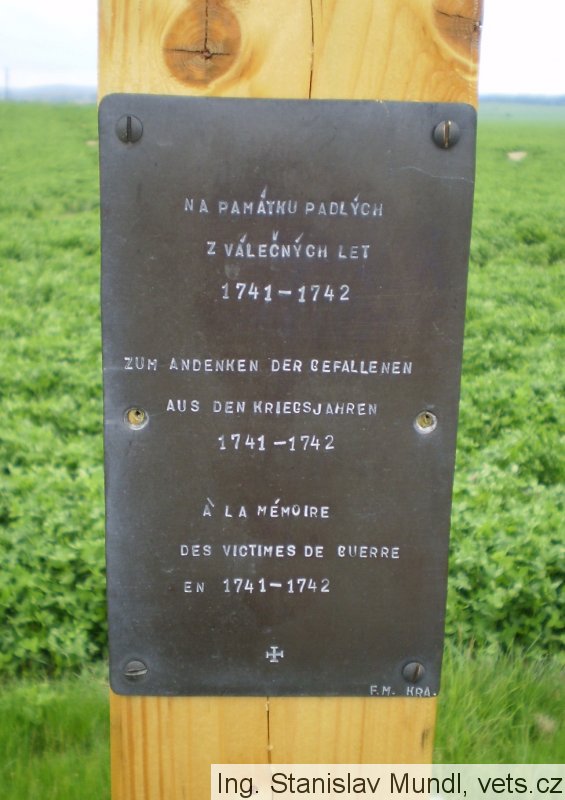 NA PAMÁTKU PADLÝCH
Z VÁLEČNÝCH LET
1741-1742
ZUM ANDENKEN DER GEFALLENEN
AUS DEN KRIEGSJAHREN
1741-1742
À LA MÉMOIRE
DES VICTIMES DE GUERRE
EN 1741-1742
F.M. KRA.
Ing. Stanislav Mundl, vets.cz